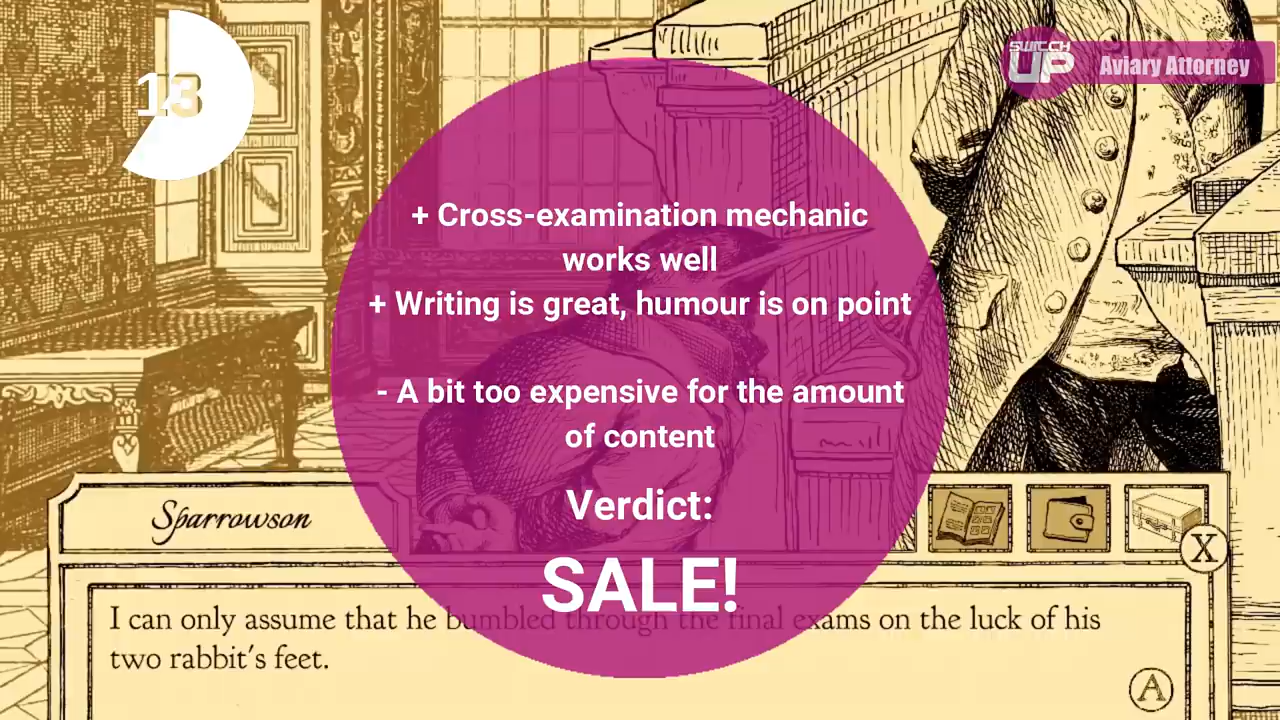 13
SWITCH
UP
Aviary Attorney
+ Cross-examination mechanic
works well
+ Writing is great, humour is on point
- A bit too expensive for the amount
of content
Verdict:
SALE!
Sparrowson
X
I can only assume that he bumbled through the final exams on the luck of his
two rabbit's feet.
A